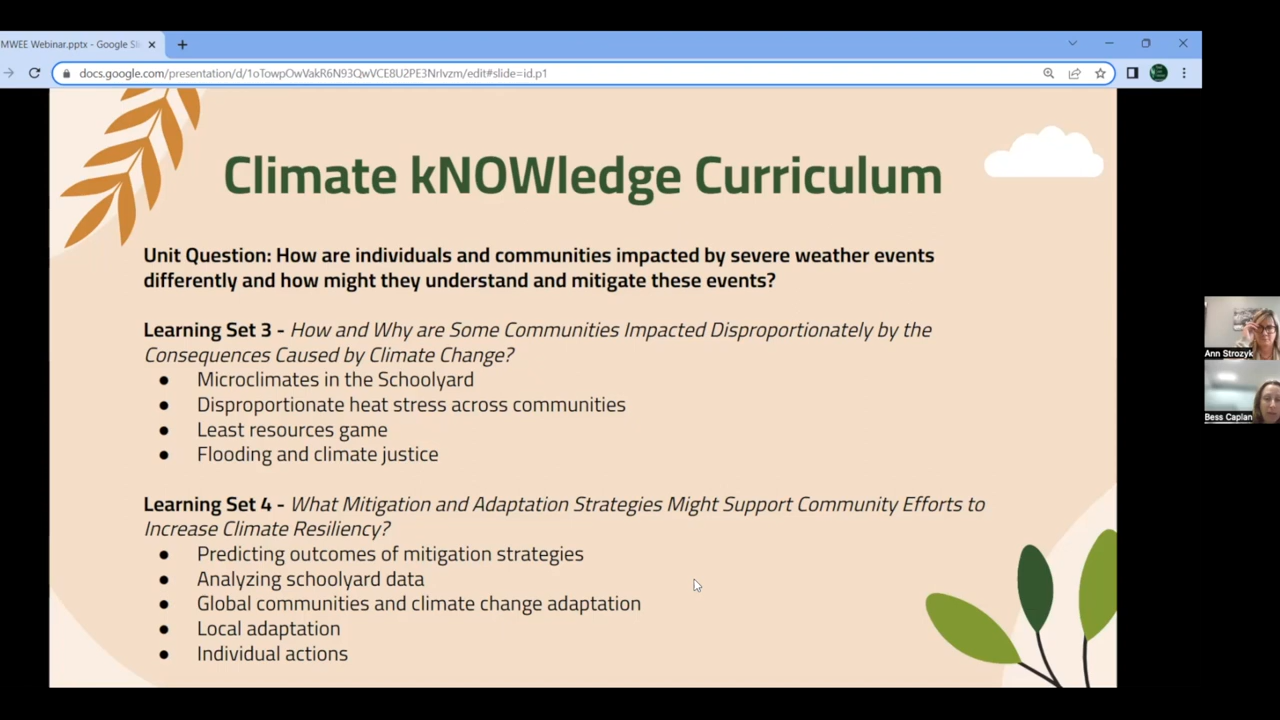 MWEE Webinar.pptx - Google Sl
docs.google.com/presentation/d/1oTowpOwVakR6N93QwVCE8U2PE3NrIvzm/edit#slide=id.p1
Climate kNOWledge Curriculum
Unit Question: How are individuals and communities impacted by severe weather events
differently and how might they understand and mitigate these events?
Learning Set 3 - How and Why are Some Communities Impacted Disproportionately by the
Consequences Caused by Climate Change?
● Microclimates in the Schoolyard
● Disproportionate heat stress across communities
● Least resources game
● Flooding and climate justice
Learning Set 4 - What Mitigation and Adaptation Strategies Might Support Community Efforts to
Increase Climate Resiliency?
● Predicting outcomes of mitigation strategies
● Analyzing schoolyard data
● Global communities and climate change adaptation
● Local adaptation
● Individual actions
Ann Strozyk
Bess Caplan